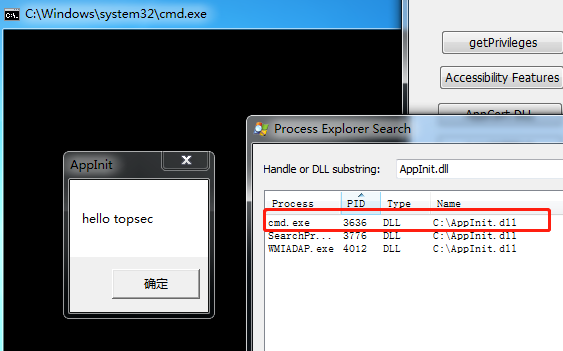 C:\Windows\system32\cmd.exe
getPrivileges
Accessibility Features
AppCert DLL
Process Explorer Search
Handle or DLL substring: AppInit.dll
Process PID Type Name
cmd.exe 3636 DLL C:\AppInit.dll
SearchPr... 3776 DLL C:\AppInit.dll
WMIADAP.exe 4012 DLL C:\AppInit.dll
AppInit
hello topsec
确定